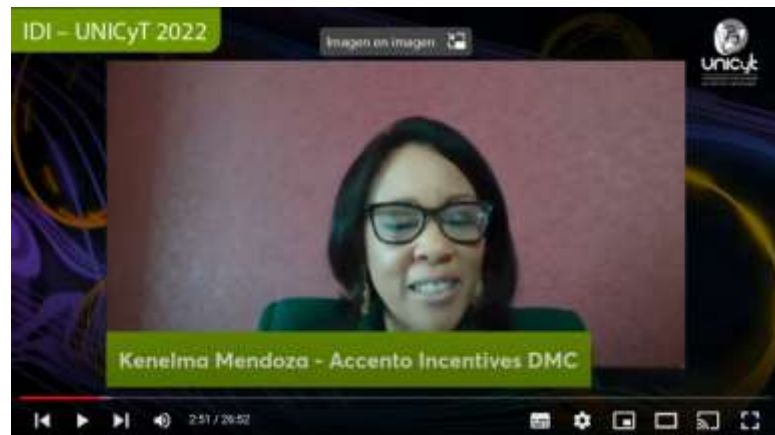 IDI – UNICyT 2022
Imagen en imagen
unicyt
Kenelma Mendoza - Accento Incentives DMC
2:51 / 26:52